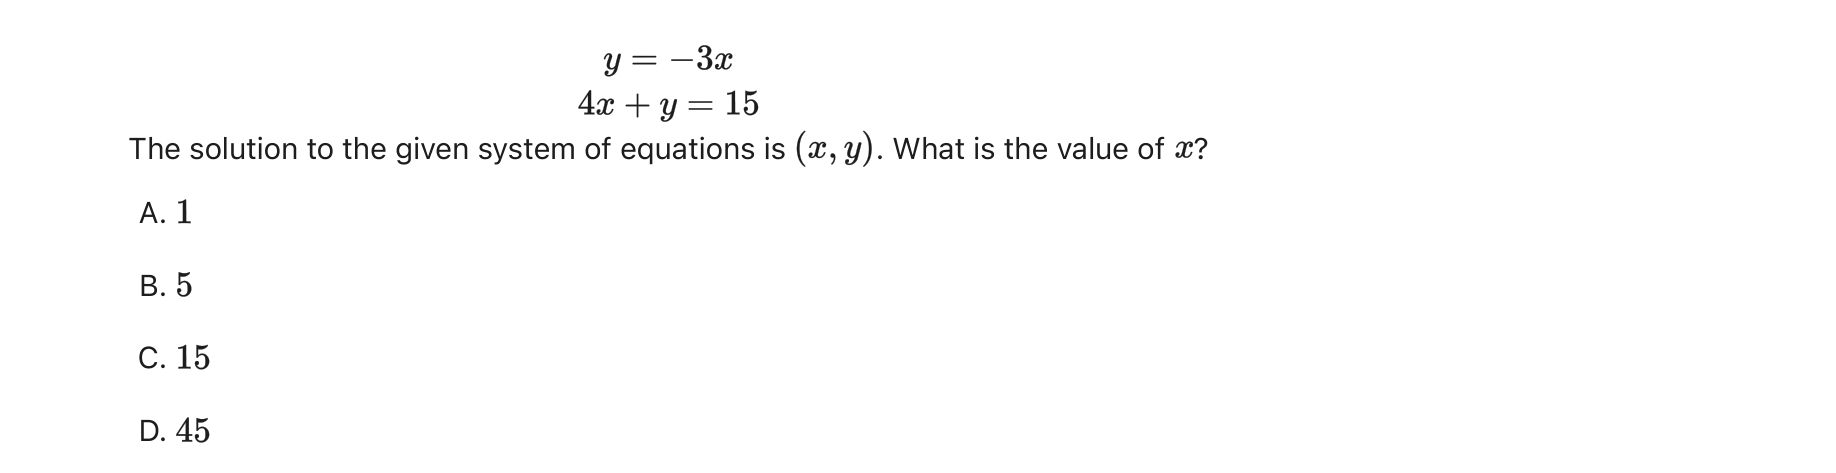 y = −3x
4x + y = 15
The solution to the given system of equations is (x, y). What is the value of x?
A. 1
B. 5
C. 15
D. 45